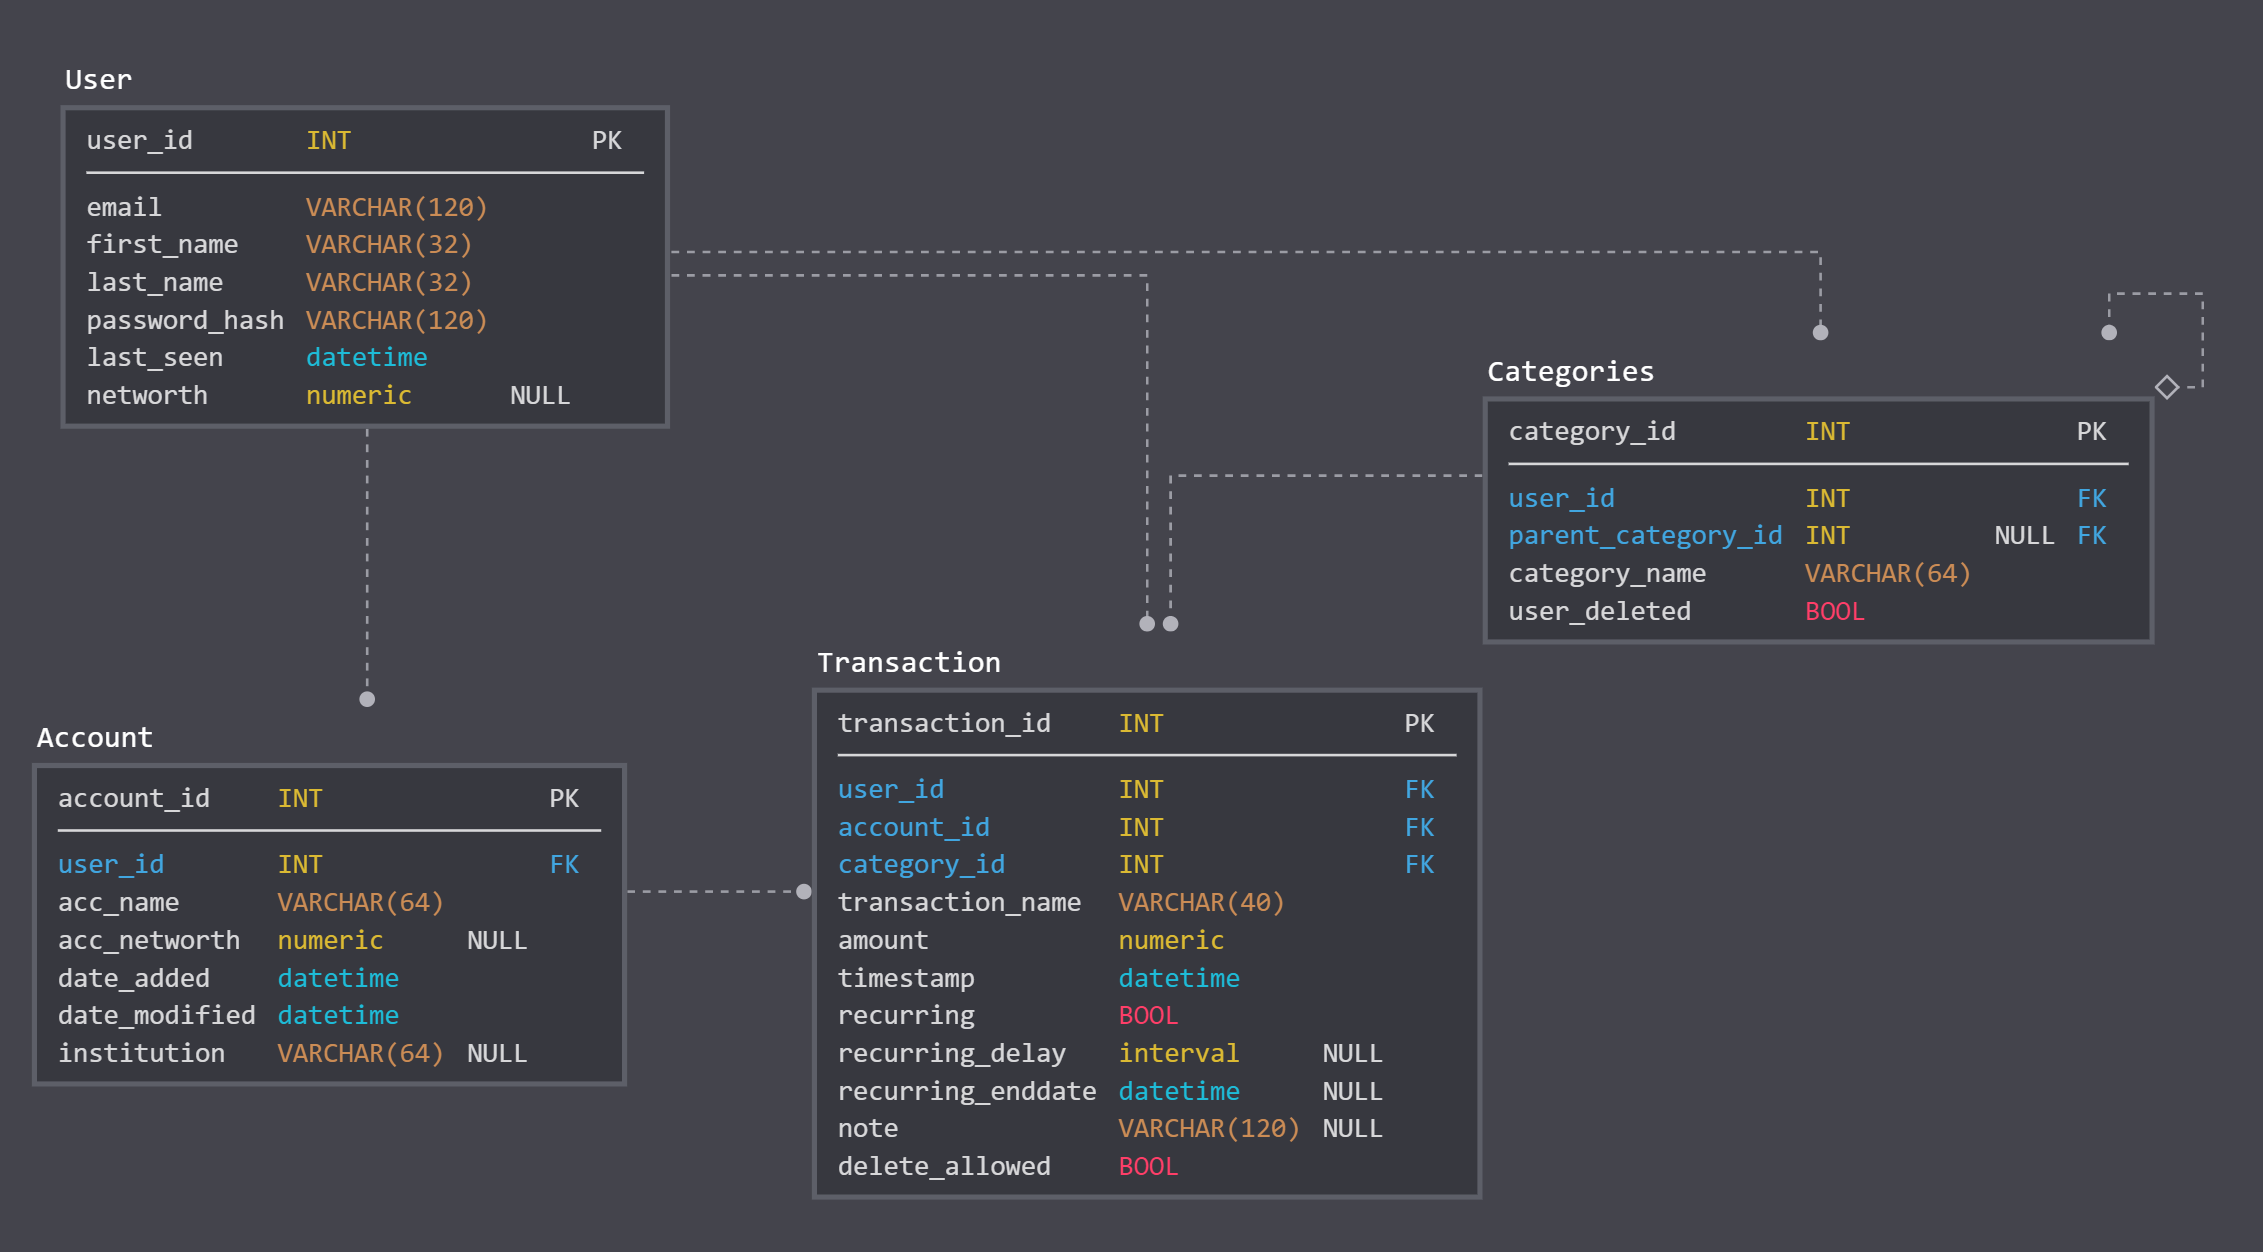 User
user_id INT PK
email VARCHAR(120)
first_name VARCHAR(32)
last_name VARCHAR(32)
password_hash VARCHAR(120)
last_seen datetime
networth numeric NULL
Categories
category_id INT PK
user_id INT FK
parent_category_id INT NULL FK
category_name VARCHAR(64)
user_deleted BOOL
Account
account_id INT PK
user_id INT FK
acc_name VARCHAR(64)
acc_networth numeric NULL
date_added datetime
date_modified datetime
institution VARCHAR(64) NULL
Transaction
transaction_id INT PK
user_id INT FK
account_id INT FK
category_id INT FK
transaction_name VARCHAR(40)
amount numeric
timestamp datetime
recurring BOOL
recurring_delay interval NULL
recurring_enddate datetime NULL
note VARCHAR(120) NULL
delete_allowed BOOL